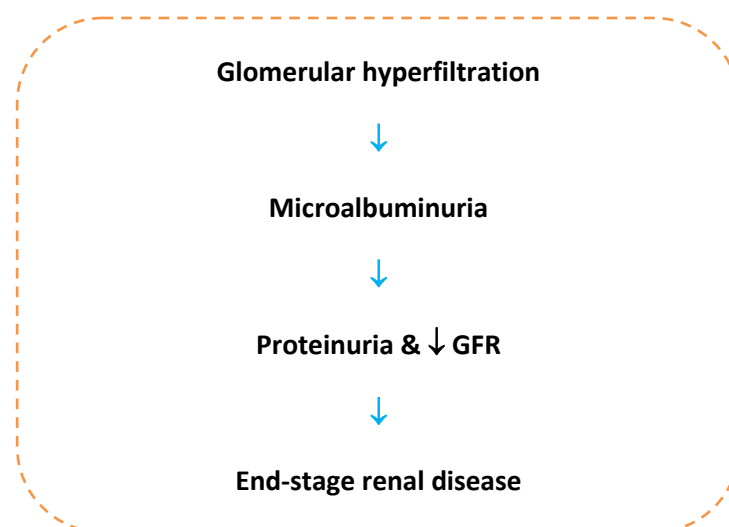 Glomerular hyperfiltration
↓
Microalbuminuria
↓
Proteinuria & ↓ GFR
↓
End-stage renal disease